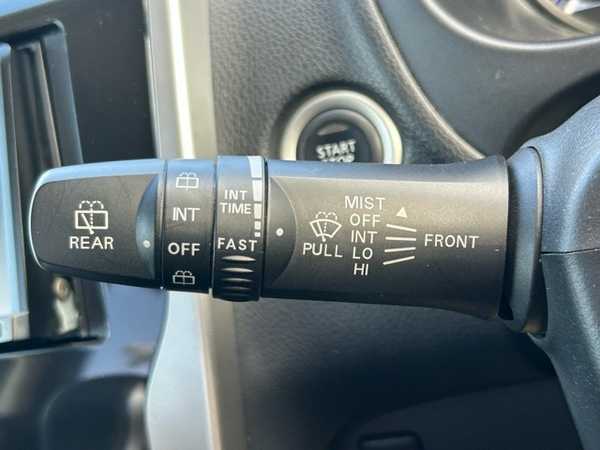 START
STOP
REAR
INT
OFF
INT
TIME
FAST
PULL
MIST
OFF
INT
LO
HI
FRONT